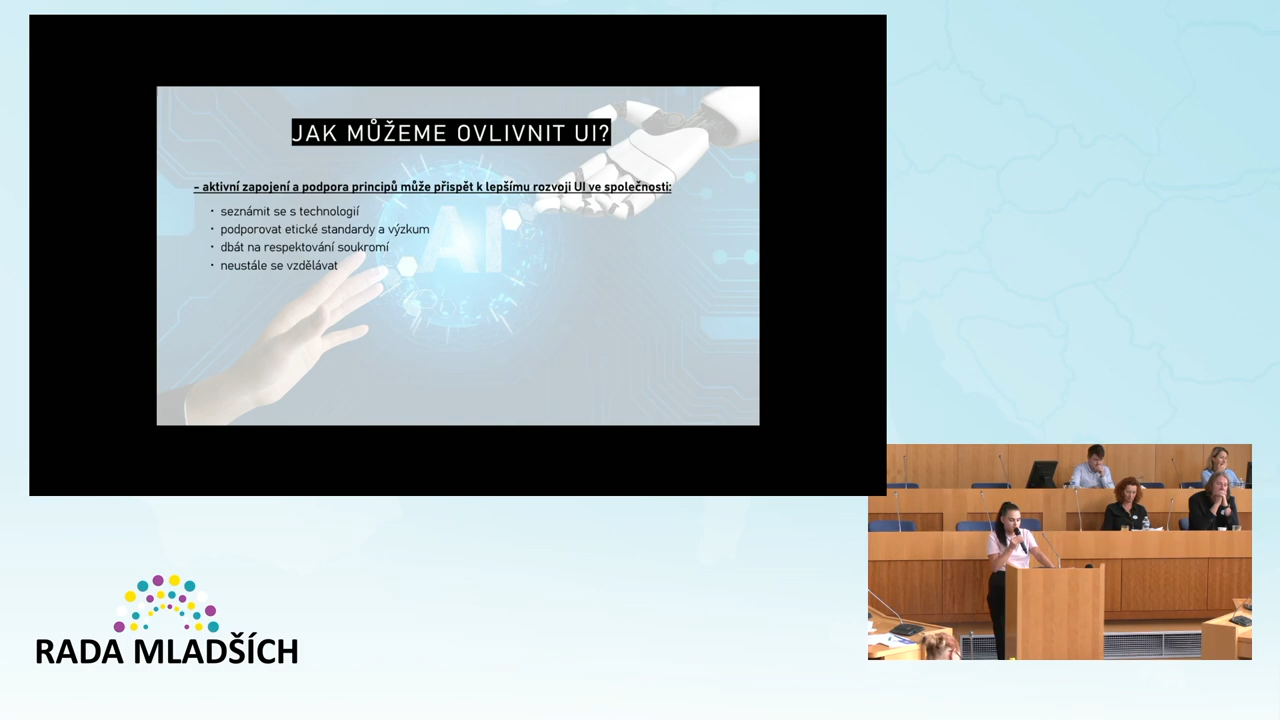 JAK MŮŽEME OVLIVNIT UI?
- aktivní zapojení a podpora principů může přispět k lepšímu rozvoji UI ve společnosti:
• seznámit se s technologií
• podporovat etické standardy a výzkum
• dbát na respektování soukromí
• neustále se vzdělávat
AI
RADA MLADŠÍCH